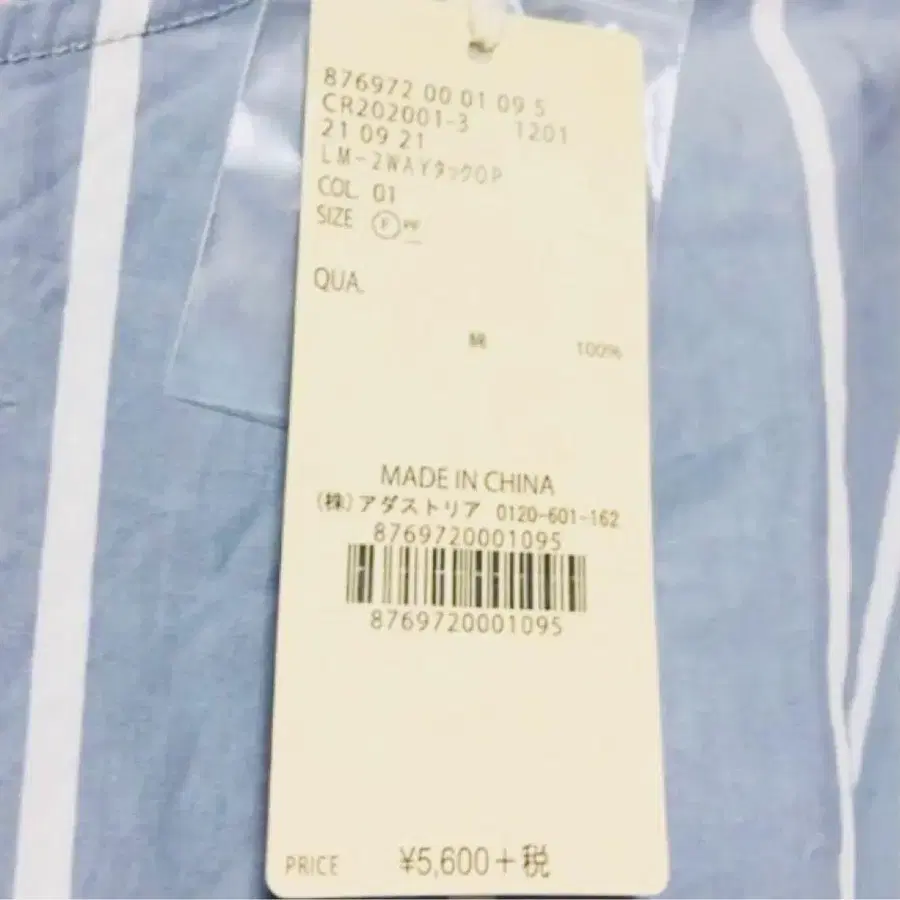 876972 00 01 09 5
CR202001-3 1201
21 09 21
LM-2WAYタックOP
COL. 01
SIZE F
QUA.
綿 100%
MADE IN CHINA
(株)アダストリア 0120-601-162
8769720001095
8769720001095
PRICE ¥5,600+税